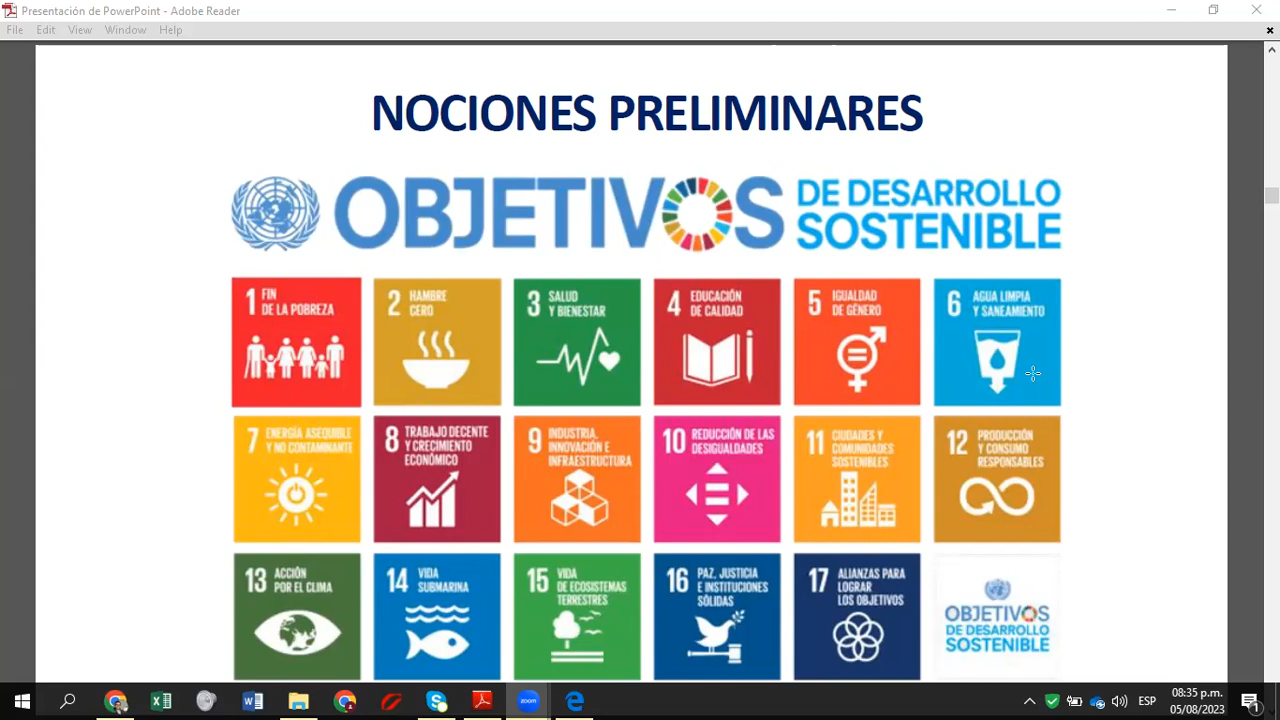 Presentación de PowerPoint - Adobe Reader
File Edit View Window Help
NOCIONES PRELIMINARES
OBJETIVOS
DE DESARROLLO
SOSTENIBLE
1 FIN
DE LA POBREZA
2 HAMBRE
CERO
3 SALUD
Y BIENESTAR
4 EDUCACIÓN
DE CALIDAD
5 IGUALDAD
DE GÉNERO
6 AGUA LIMPIA
Y SANEAMIENTO
7 ENERGÍA ASEQUIBLE
Y NO CONTAMINANTE
8 TRABAJO DECENTE
Y CRECIMIENTO
ECONÓMICO
9 INDUSTRIA,
INNOVACIÓN E
INFRAESTRUCTURA
10 REDUCCIÓN DE LAS
DESIGUALDADES
11 CIUDADES Y
COMUNIDADES
SOSTENIBLES
12 PRODUCCIÓN
Y CONSUMO
RESPONSABLES
13 ACCIÓN
POR EL CLIMA
14 VIDA
SUBMARINA
15 VIDA
DE ECOSISTEMAS
TERRESTRES
16 PAZ, JUSTICIA
E INSTITUCIONES
SÓLIDAS
17 ALIANZAS PARA
LOGRAR
LOS OBJETIVOS
OBJETIVOS
DE DESARROLLO
SOSTENIBLE
zoom
ESP
08:35 p.m.
05/08/2023
1